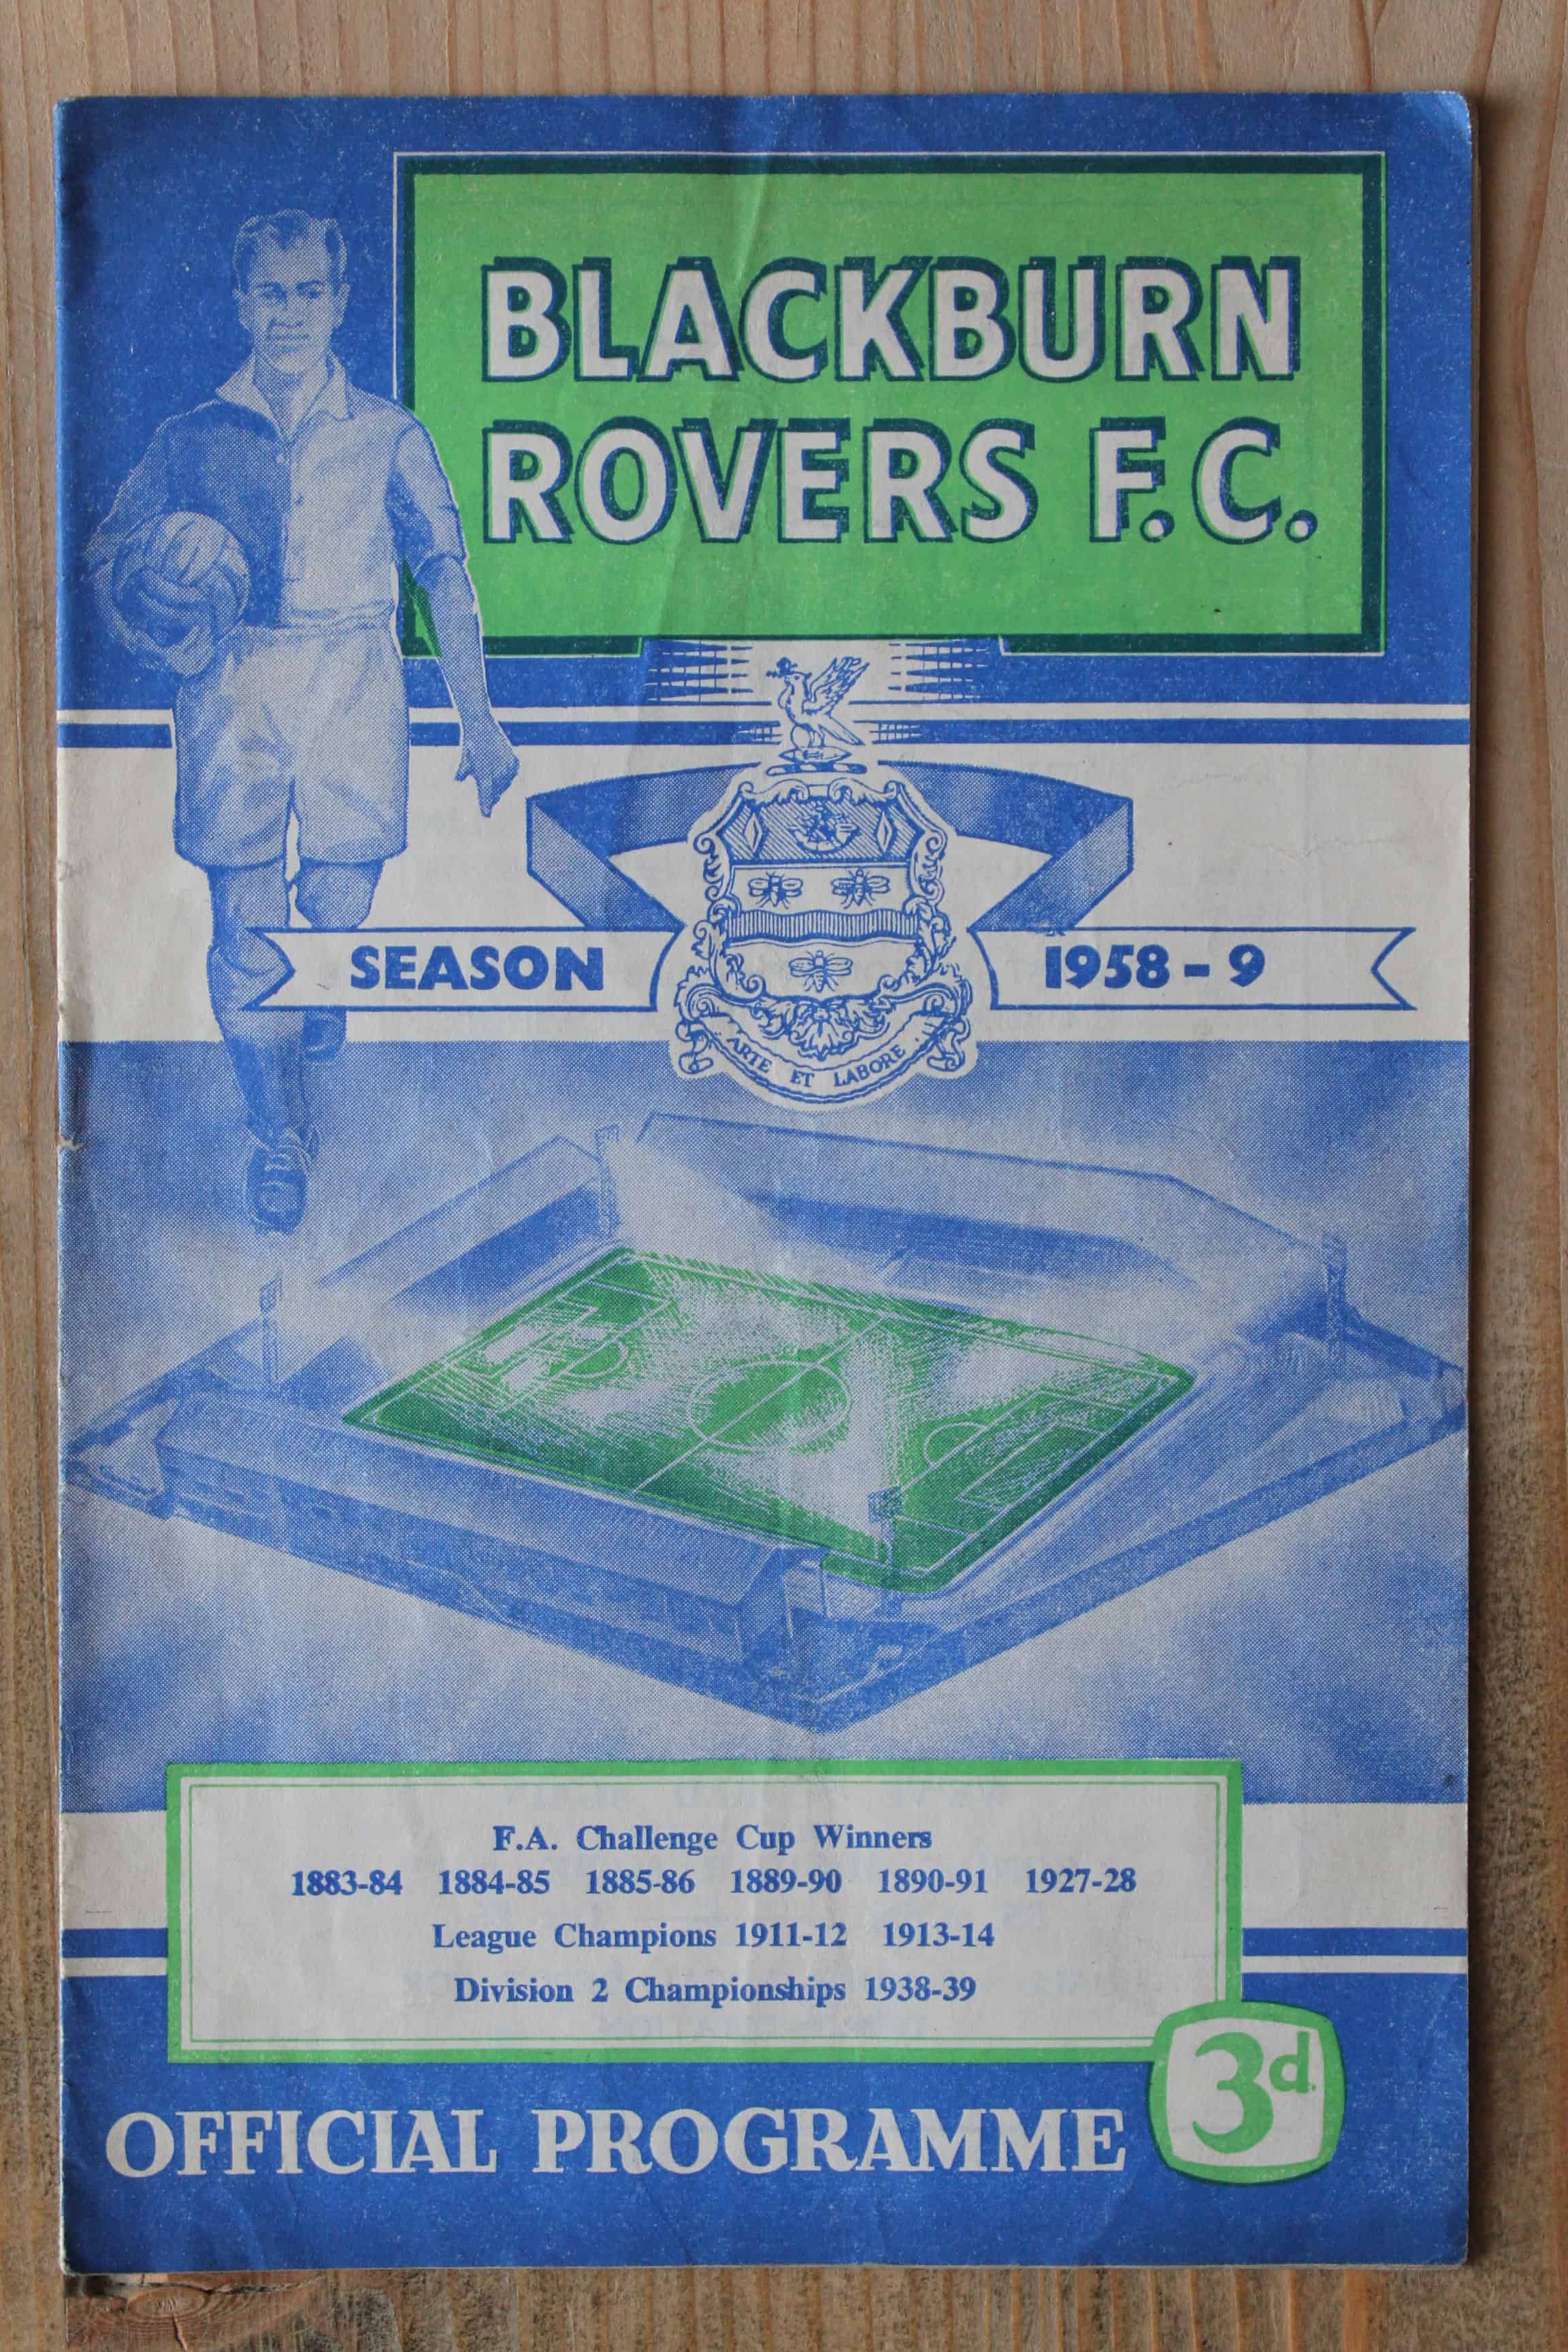 BLACKBURN
ROVERS F.C.
SEASON 1958-9
ARTE ET LABORE
F.A. Challenge Cup Winners
1883-84 1884-85 1885-86 1889-90 1890-91 1927-28
League Champions 1911-12 1913-14
Division 2 Championships 1938-39
3d.
OFFICIAL PROGRAMME